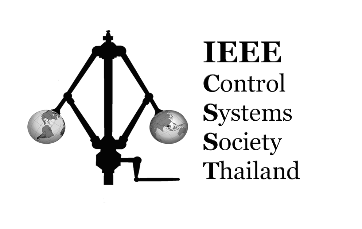 IEEE
Control
Systems
Society
Thailand